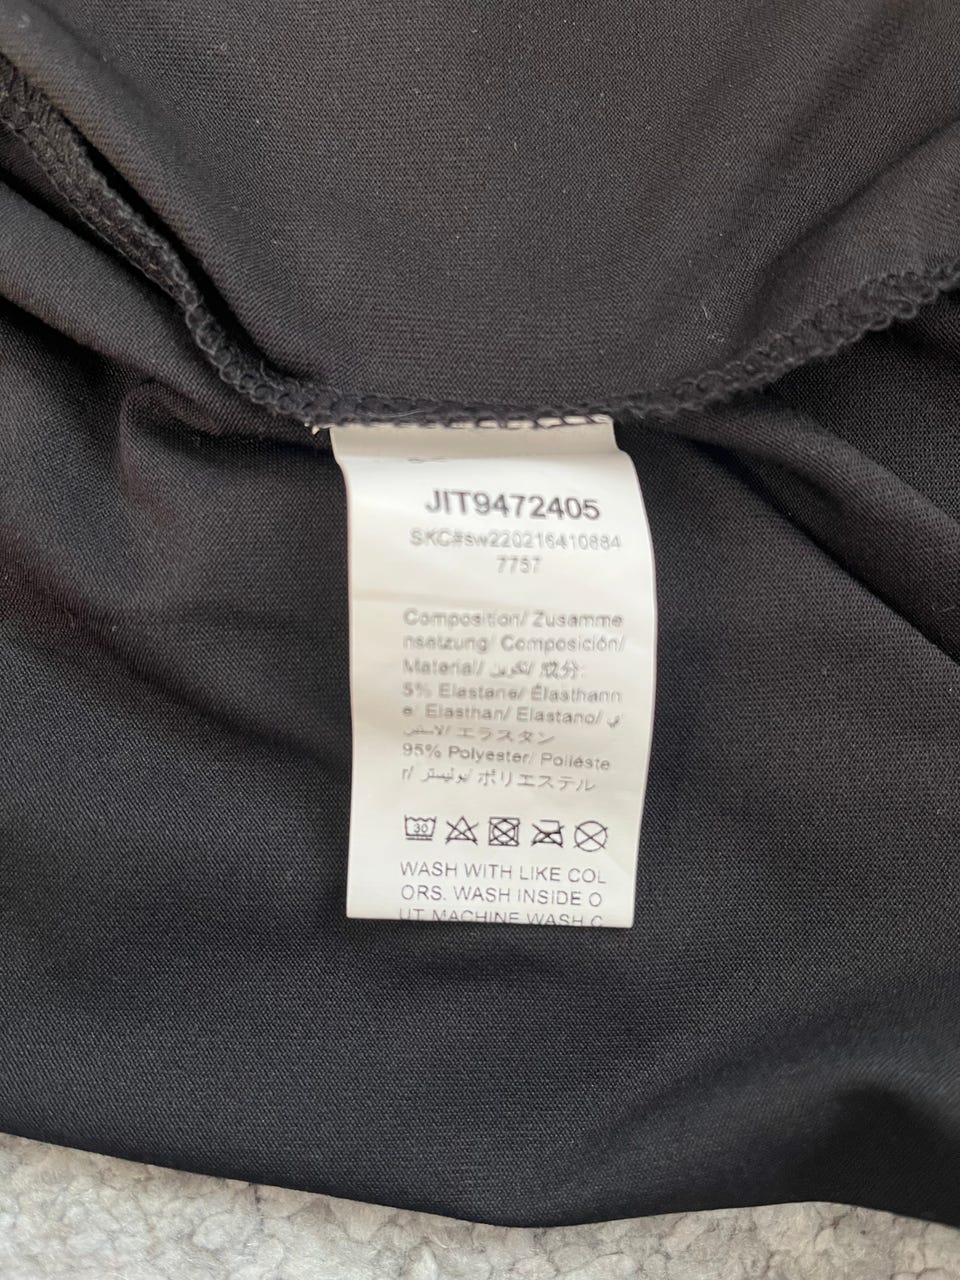 JIT9472405
SKC#sw220216410884
7757
Composition/ Zusamme
nsetzung/ Composición/
Material/ تكوين/ 成分:
5% Elastane/ Élasthann
e/ Elasthan/ Elastano/
エラスタン
95% Polyester/ Polieste
r/ بوليستر/ ポリエステル
30
WASH WITH LIKE COL
ORS. WASH INSIDE O
UT. MACHINE WASH C